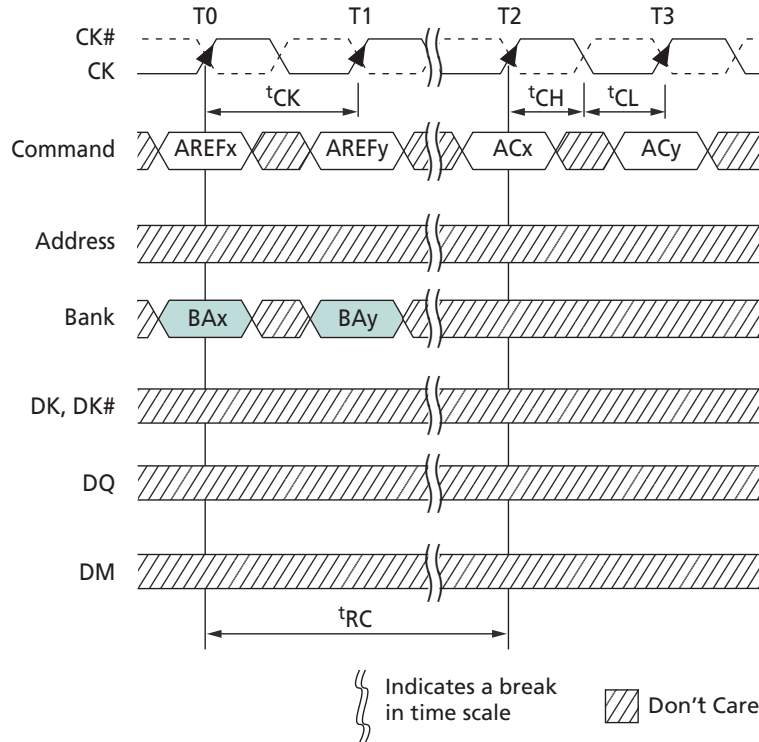 T0 T1 T2 T3
CK#
CK
tCK tCH tCL
Command AREFx AREFy ACx ACy
Address
Bank BAx BAy
DK, DK#
DQ
DM
tRC
Indicates a break
in time scale
Don't Care